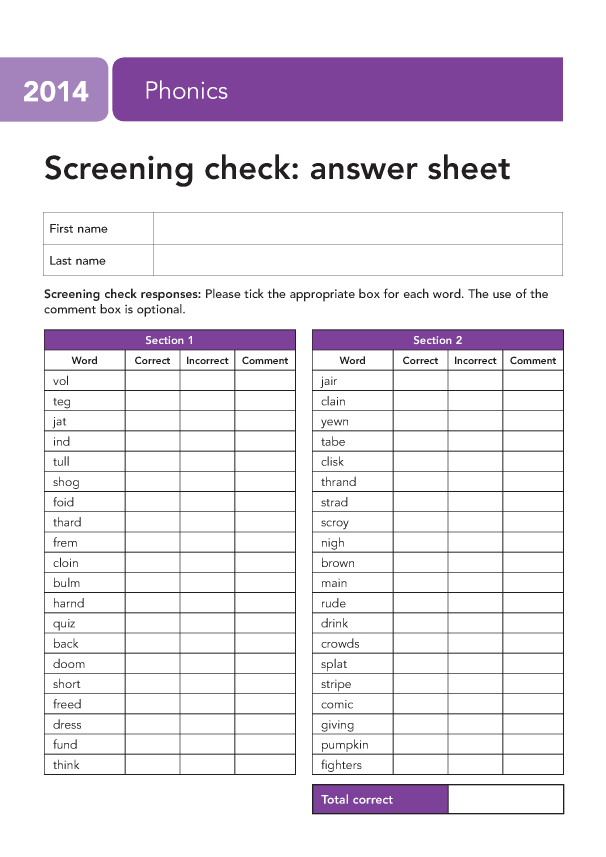 2014 Phonics
Screening check: answer sheet
First name
Last name
Screening check responses: Please tick the appropriate box for each word. The use of the
comment box is optional.
Section 1
Word Correct Incorrect Comment
vol
teg
jat
ind
tull
shog
foid
thard
frem
cloin
bulm
harnd
quiz
back
doom
short
freed
dress
fund
think
Section 2
Word Correct Incorrect Comment
jair
clain
yewn
tabe
clisk
thrand
strad
scroy
nigh
brown
main
rude
drink
crowds
splat
stripe
comic
giving
pumpkin
fighters
Total correct